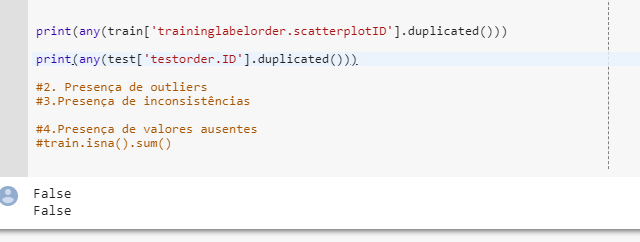 print(any(train['traininglabelorder.scatterplotID'].duplicated()))
print(any(test['testorder.ID'].duplicated()))
#2. Presença de outliers
#3.Presença de inconsistências
#4.Presença de valores ausentes
#train.isna().sum()
False
False